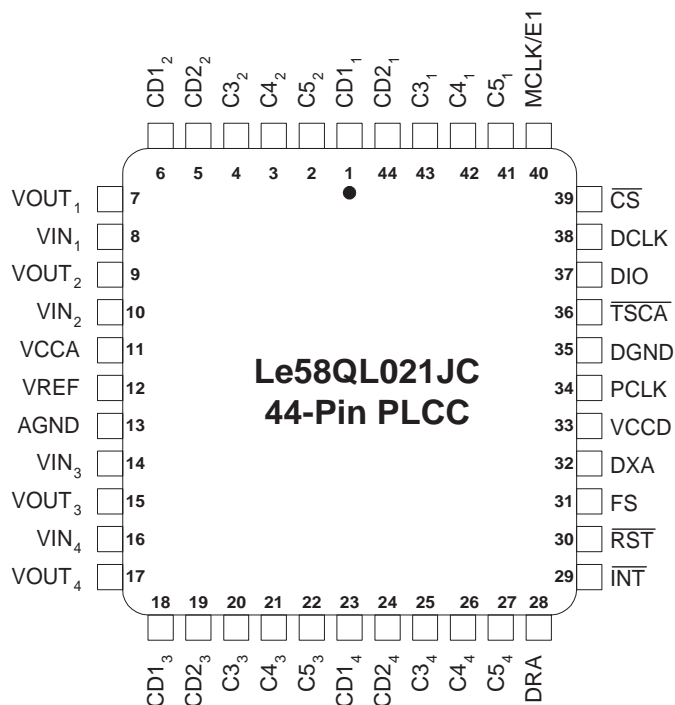 CD1₂ CD2₂ C3₂ C4₂ C5₂ CD1₁ CD2₁ C3₁ C4₁ C5₁ MCLK/E1
6 5 4 3 2 1 44 43 42 41 40
VOUT₁ 7 39 C̅S̅
VIN₁ 8 38 DCLK
VOUT₂ 9 37 DIO
VIN₂ 10 36 T̅S̅C̅A̅
VCCA 11 35 DGND
VREF 12 34 PCLK
AGND 13 33 VCCD
VIN₃ 14 32 DXA
VOUT₃ 15 31 FS
VIN₄ 16 30 R̅S̅T̅
VOUT₄ 17 29 I̅N̅T̅
Le58QL021JC
44-Pin PLCC
18 19 20 21 22 23 24 25 26 27 28
CD1₃ CD2₃ C3₃ C4₃ C5₃ CD1₄ CD2₄ C3₄ C4₄ C5₄ DRA